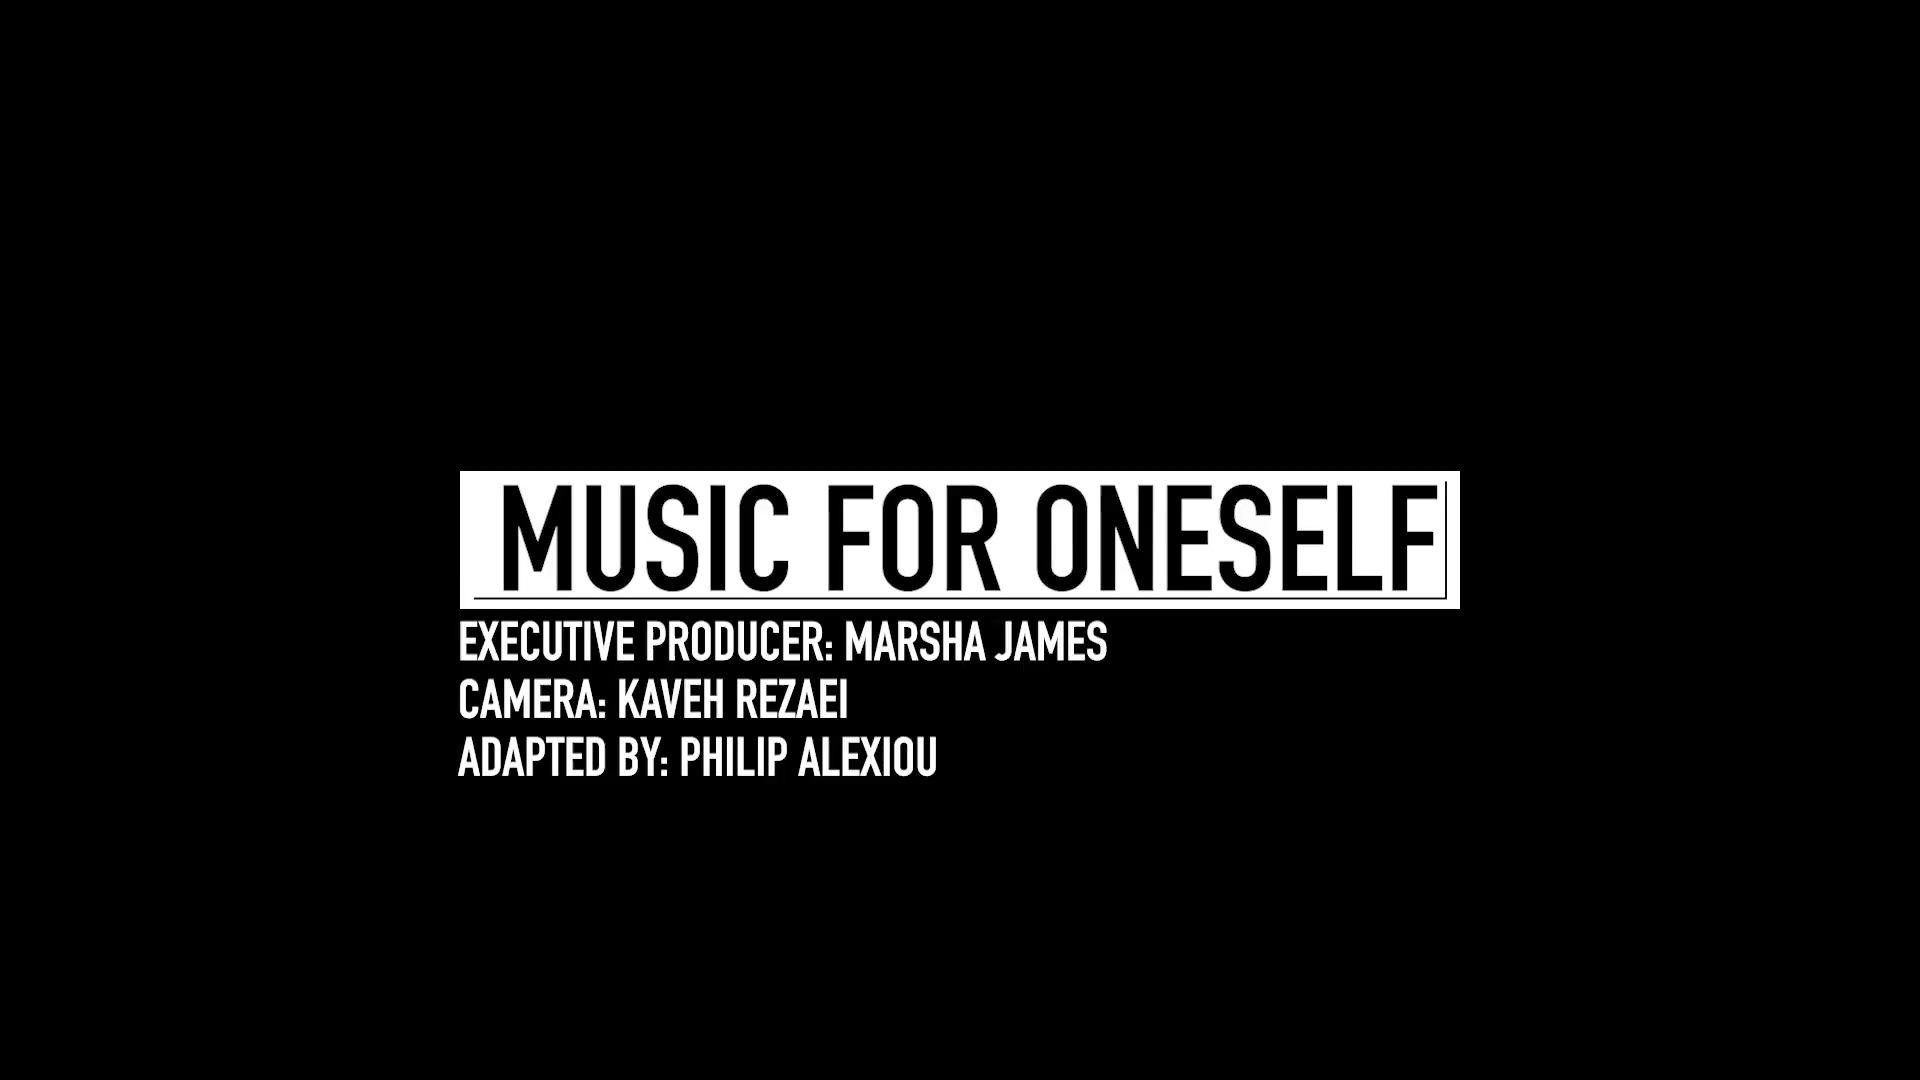 MUSIC FOR ONESELF
EXECUTIVE PRODUCER: MARSHA JAMES
CAMERA: KAVEH REZAEI
ADAPTED BY: PHILIP ALEXIOU